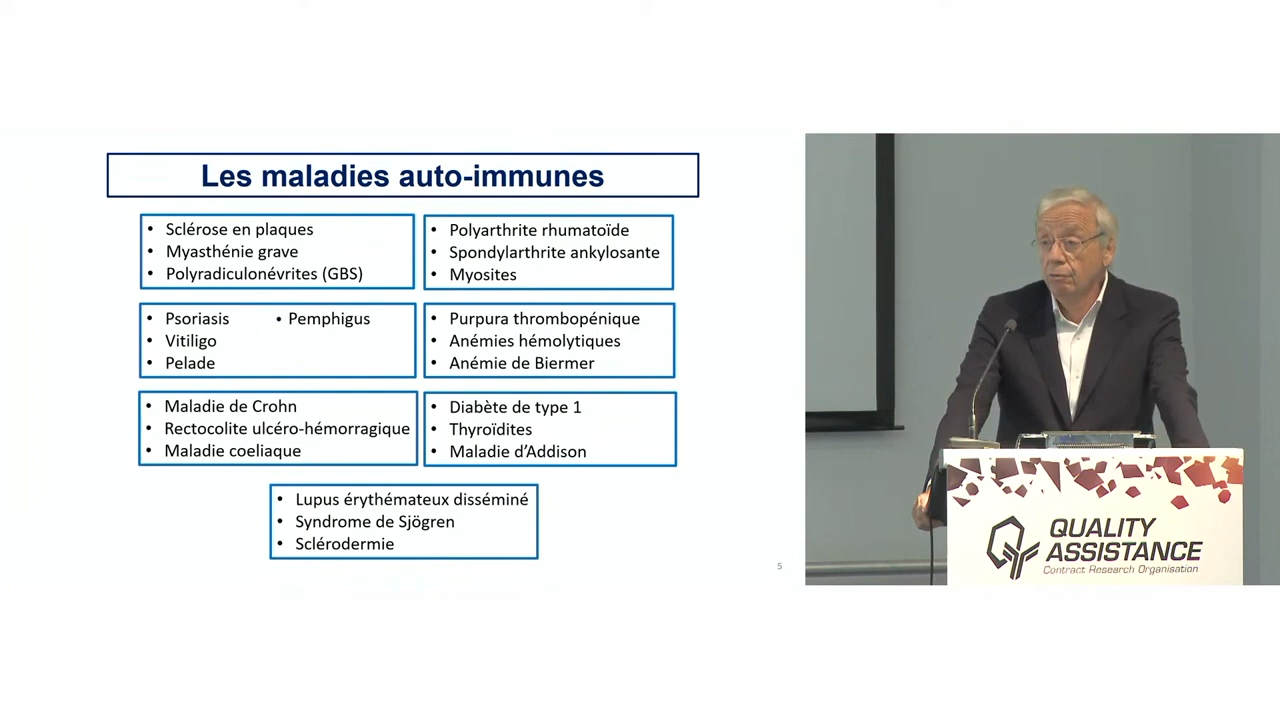 Les maladies auto-immunes
• Sclérose en plaques
• Myasthénie grave
• Polyradiculonévrites (GBS)
• Polyarthrite rhumatoïde
• Spondylarthrite ankylosante
• Myosites
• Psoriasis • Pemphigus
• Vitiligo
• Pelade
• Purpura thrombopénique
• Anémies hémolytiques
• Anémie de Biermer
• Maladie de Crohn
• Rectocolite ulcéro-hémorragique
• Maladie coeliaque
• Diabète de type 1
• Thyroïdites
• Maladie d’Addison
• Lupus érythémateux disséminé
• Syndrome de Sjögren
• Sclérodermie
5
QUALITY
ASSISTANCE
Contract Research Organisation